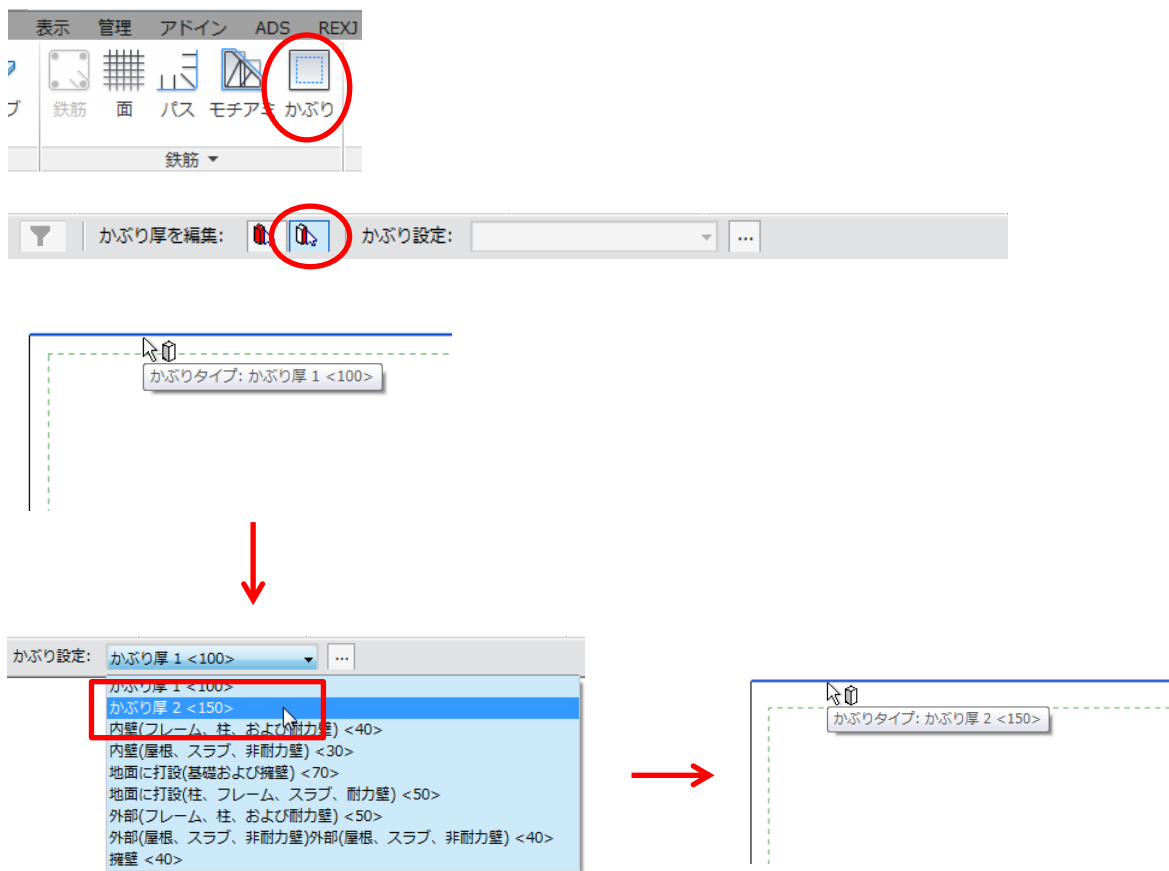 表示 管理 アドイン ADS REXJ
ブ 鉄筋 面 パス モチアミ かぶり
鉄筋
かぶり厚を編集: かぶり設定: ...
かぶりタイプ: かぶり厚 1 <100>
かぶり設定: かぶり厚 1 <100> ...
かぶり厚 1 <100>
かぶり厚 2 <150>
内壁(フレーム、柱、および耐力壁) <40>
内壁(屋根、スラブ、非耐力壁) <30>
地面に打設(基礎および擁壁) <70>
地面に打設(柱、フレーム、スラブ、耐力壁) <50>
外部(フレーム、柱、および耐力壁) <50>
外部(屋根、スラブ、非耐力壁)外部(屋根、スラブ、非耐力壁) <40>
擁壁 <40>
かぶりタイプ: かぶり厚 2 <150>